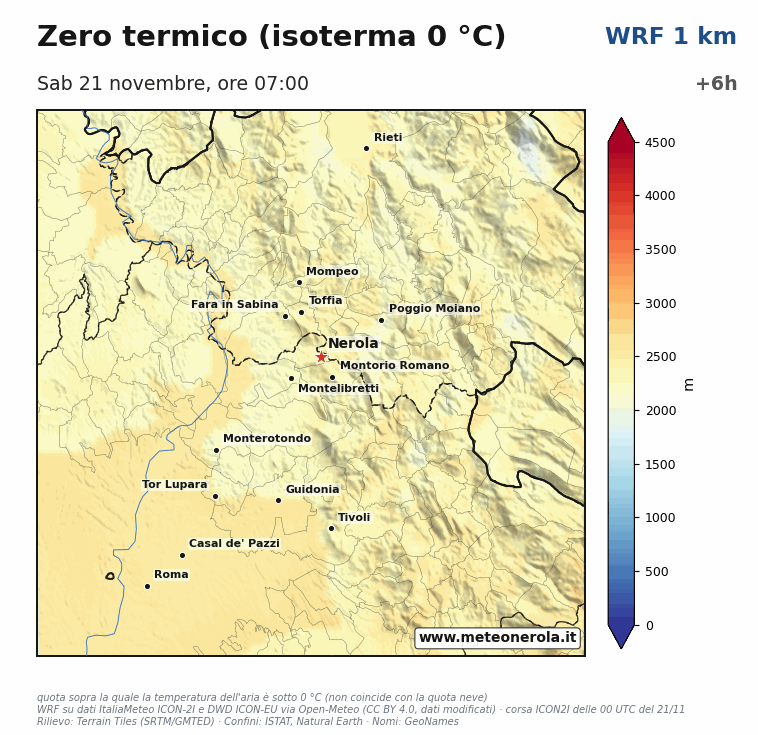 Zero termico (isoterma 0 °C)
WRF 1 km
Sab 21 novembre, ore 07:00
+6h
Rieti
Mompeo
Toffia
Fara in Sabina
Poggio Moiano
Nerola
Montorio Romano
Montelibretti
Monterotondo
Tor Lupara
Guidonia
Tivoli
Casal de' Pazzi
Roma
www.meteonerola.it
4500
4000
3500
3000
2500
2000
1500
1000
500
0
m
quota sopra la quale la temperatura dell'aria è sotto 0 °C (non coincide con la quota neve)
WRF su dati ItaliaMeteo ICON-2I e DWD ICON-EU via Open-Meteo (CC BY 4.0, dati modificati) · corsa ICON2I delle 00 UTC del 21/11
Rilievo: Terrain Tiles (SRTM/GMTED) · Confini: ISTAT, Natural Earth · Nomi: GeoNames